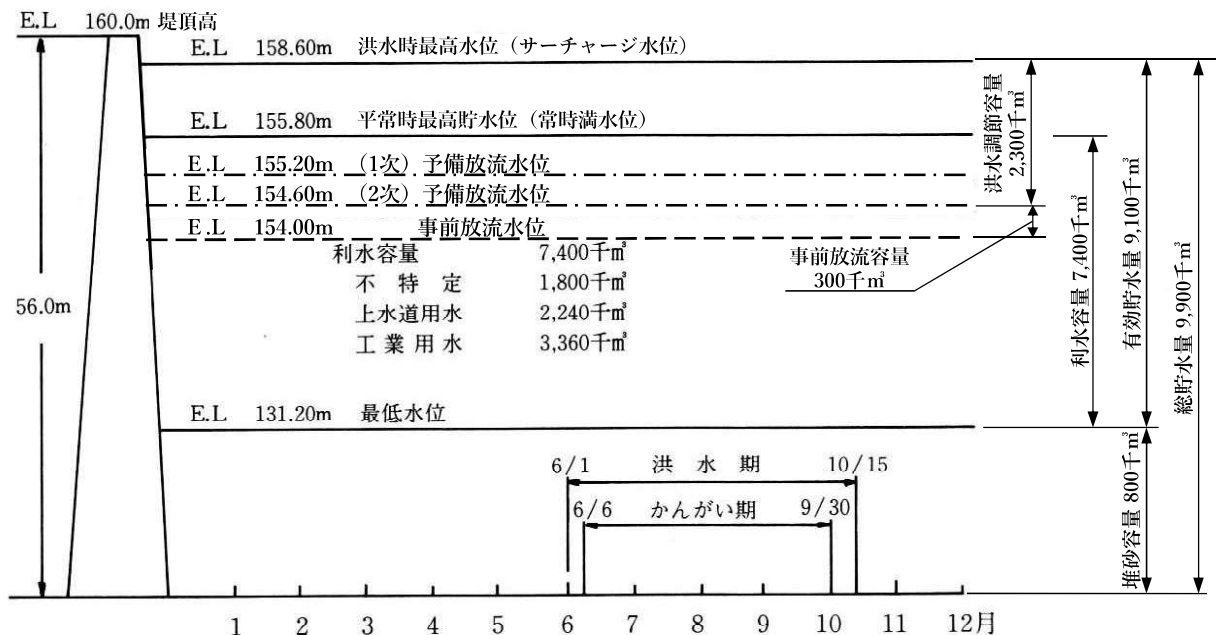 E.L 160.0m 堤頂高
E.L 158.60m 洪水時最高水位（サーチャージ水位）
E.L 155.80m 平常時最高貯水位（常時満水位）
E.L 155.20m （1次）予備放流水位
E.L 154.60m （2次）予備放流水位
E.L 154.00m 事前放流水位
利水容量 7,400千㎥
不特定 1,800千㎥
上水道用水 2,240千㎥
工業用水 3,360千㎥
56.0m
E.L 131.20m 最低水位
洪水調節容量
2,300千㎥
事前放流容量
300千㎥
利水容量 7,400千㎥
有効貯水量 9,100千㎥
総貯水量 9,900千㎥
堆砂容量 800千㎥
6/1 洪水期 10/15
6/6 かんがい期 9/30
1 2 3 4 5 6 7 8 9 10 11 12月